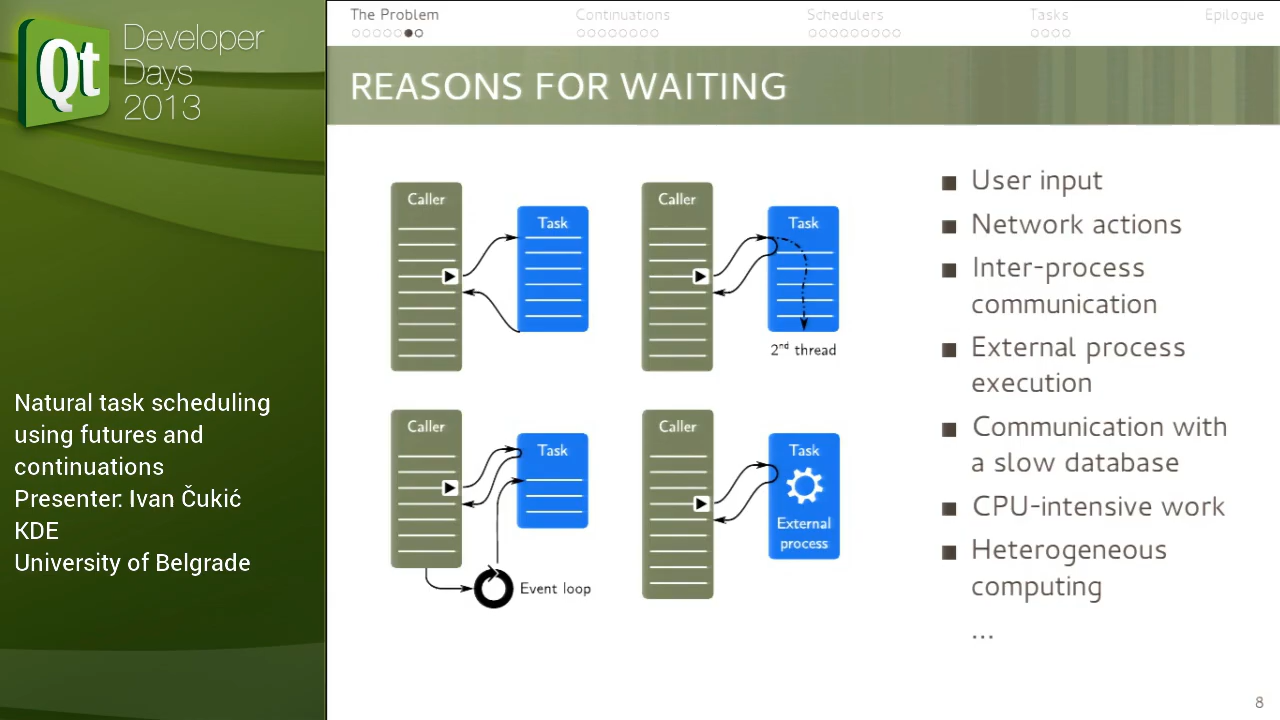 Qt
Developer
Days
2013
Natural task scheduling
using futures and
continuations
Presenter: Ivan Čukić
KDE
University of Belgrade
The Problem
Continuations
Schedulers
Tasks
Epilogue
REASONS FOR WAITING
Caller
Task
Caller
Task
2nd thread
Caller
Task
Event loop
Caller
Task
External
process
■ User input
■ Network actions
■ Inter-process
communication
■ External process
execution
■ Communication with
a slow database
■ CPU-intensive work
■ Heterogeneous
computing
...
8